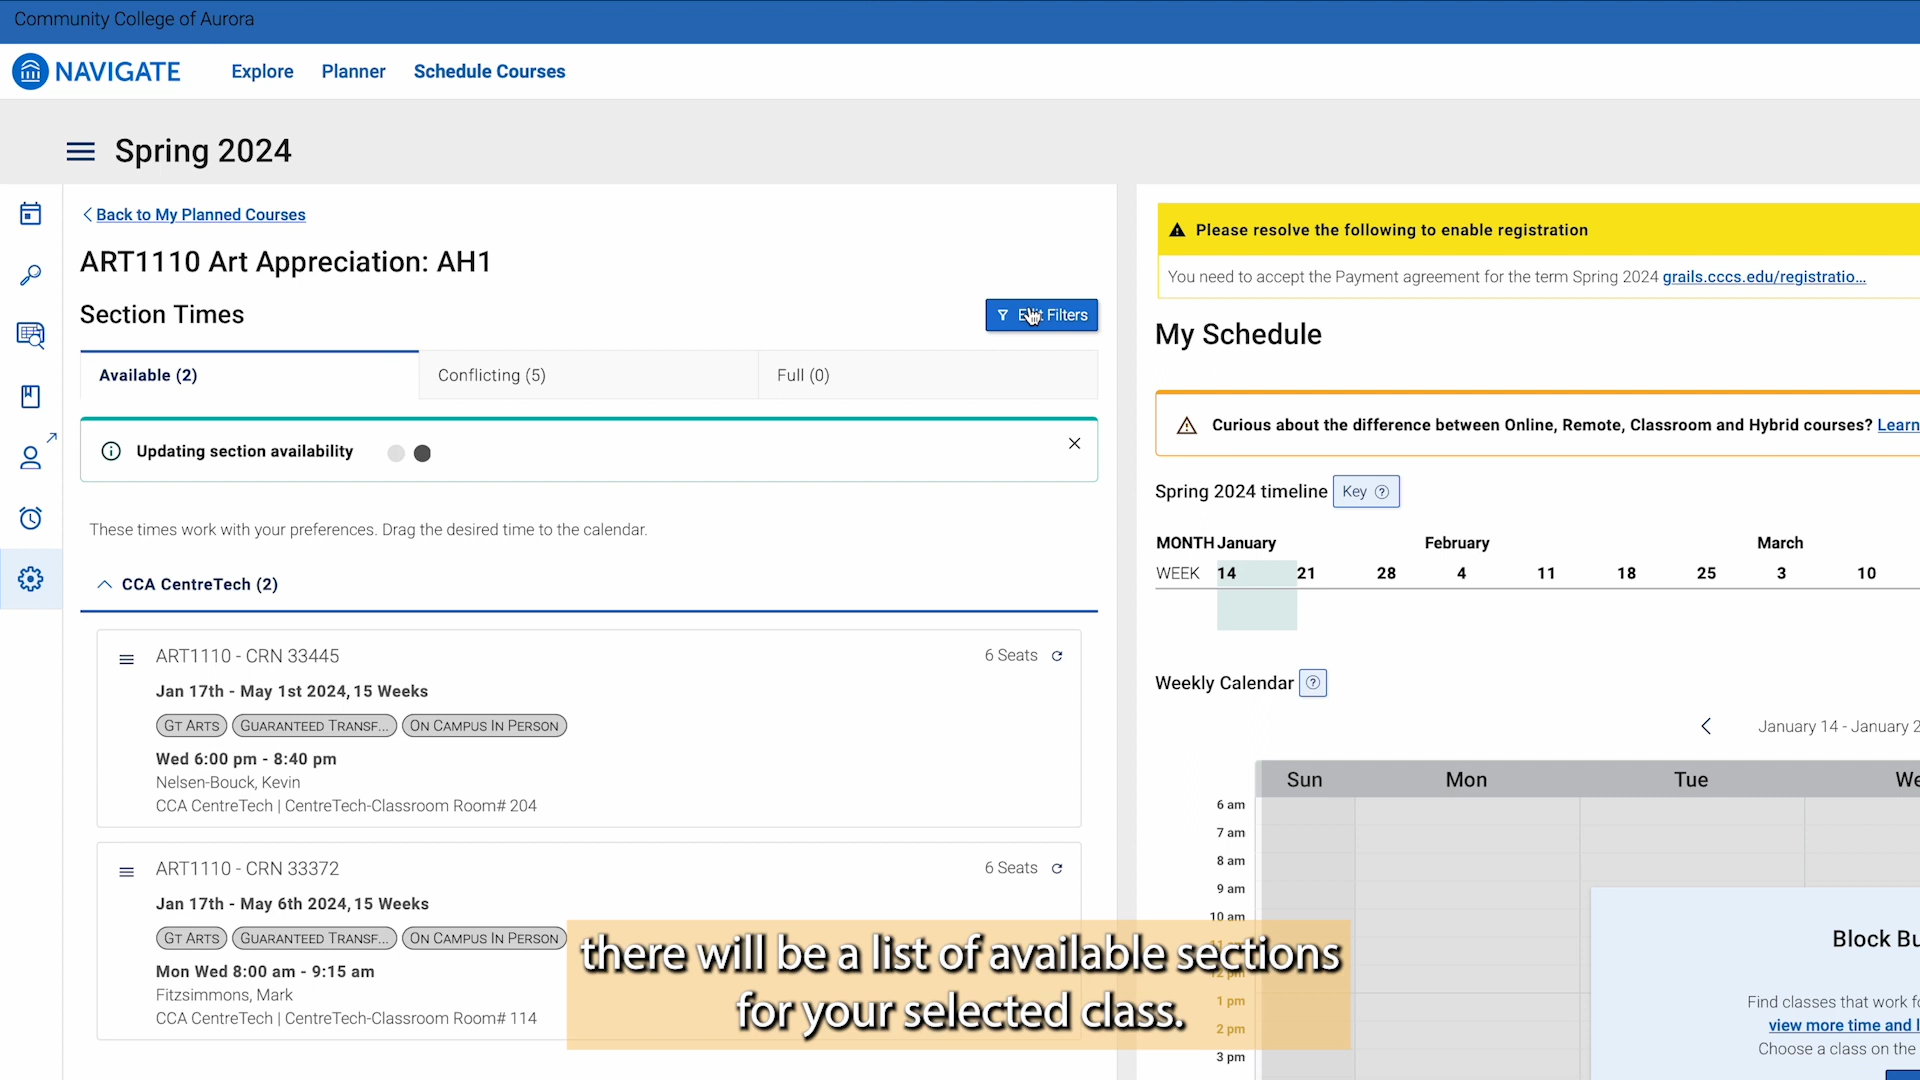 Community College of Aurora
NAVIGATE
Explore
Planner
Schedule Courses
Spring 2024
Back to My Planned Courses
ART1110 Art Appreciation: AH1
Section Times
Edit Filters
Available (2)
Conflicting (5)
Full (0)
Updating section availability
These times work with your preferences. Drag the desired time to the calendar.
CCA CentreTech (2)
ART1110 - CRN 33445
6 Seats
Jan 17th - May 1st 2024, 15 Weeks
GT ARTS
GUARANTEED TRANSF...
ON CAMPUS IN PERSON
Wed 6:00 pm - 8:40 pm
Nelsen-Bouck, Kevin
CCA CentreTech | CentreTech-Classroom Room# 204
ART1110 - CRN 33372
6 Seats
Jan 17th - May 6th 2024, 15 Weeks
GT ARTS
GUARANTEED TRANSF...
ON CAMPUS IN PERSON
Mon Wed 8:00 am - 9:15 am
Fitzsimmons, Mark
CCA CentreTech | CentreTech-Classroom Room# 114
Please resolve the following to enable registration
You need to accept the Payment agreement for the term Spring 2024 grails.cccs.edu/registratio...
My Schedule
Curious about the difference between Online, Remote, Classroom and Hybrid courses? Learn
Spring 2024 timeline
Key
MONTH January February March
WEEK 14 21 28 4 11 18 25 3 10
Weekly Calendar
January 14 - January 2
Sun Mon Tue We
6 am
7 am
8 am
9 am
10 am
11 am
12 pm
1 pm
2 pm
3 pm
Block Bu
Find classes that work fo
view more time and l
Choose a class on the
there will be a list of available sections
for your selected class.